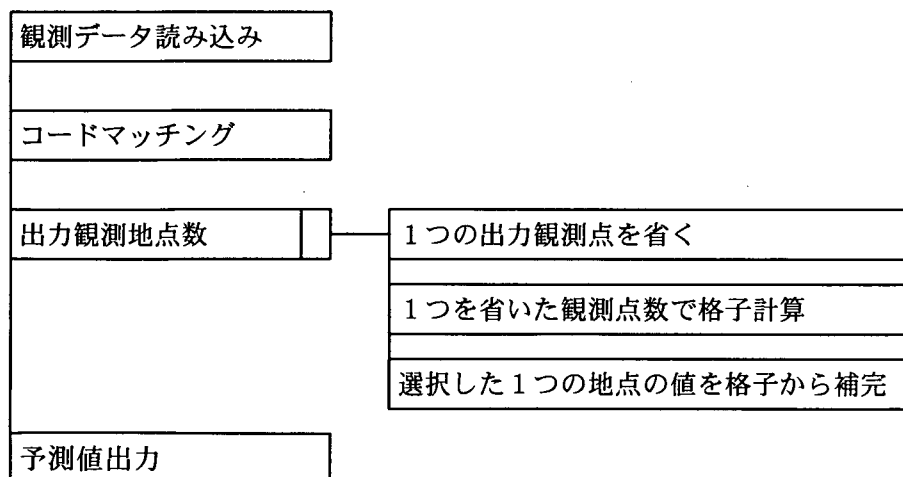 観測データ読み込み
コードマッチング
出力観測地点数
１つの出力観測点を省く
１つを省いた観測点数で格子計算
選択した１つの地点の値を格子から補完
予測値出力